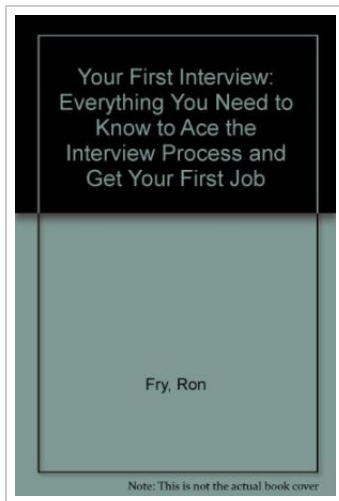 Your First Interview:
Everything You Need to
Know to Ace the
Interview Process and
Get Your First Job
Fry, Ron
Note: This is not the actual book cover